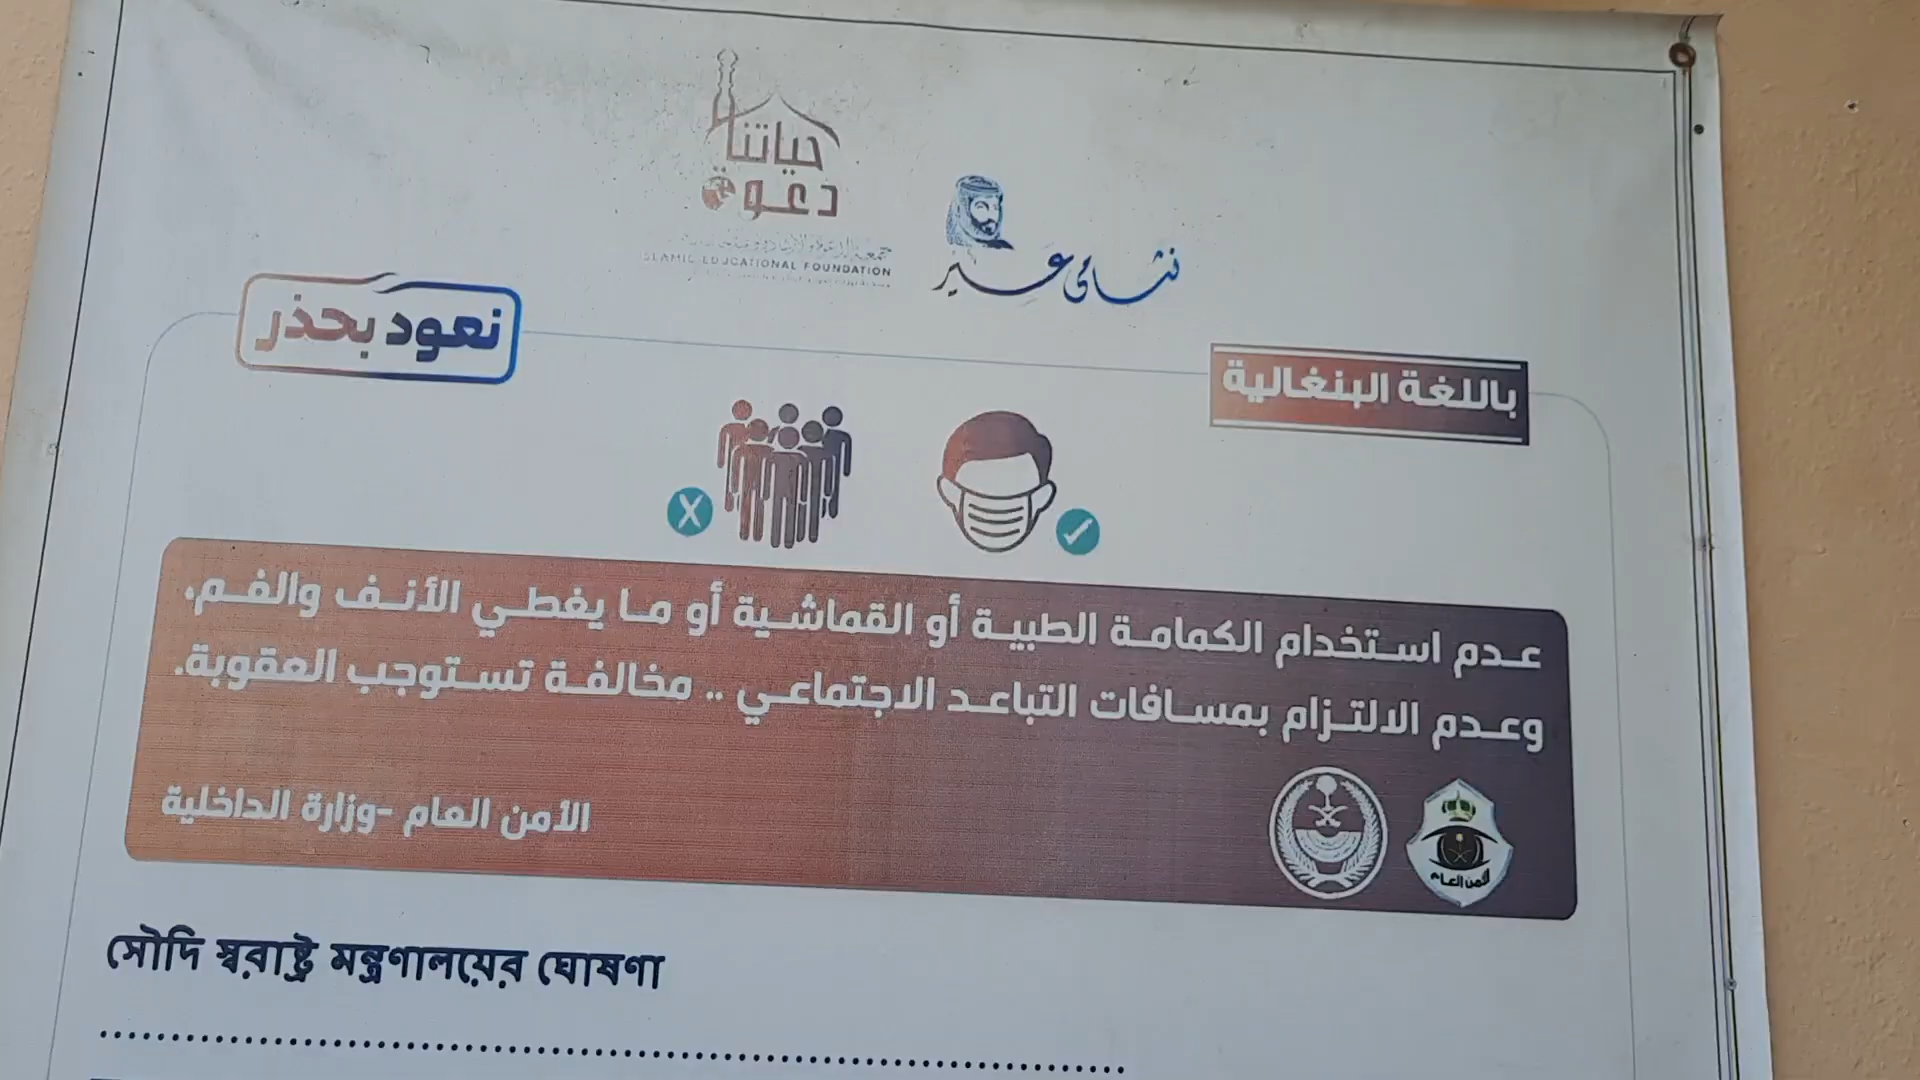 حياتنا
دعوة
ISLAMIC EDUCATIONAL FOUNDATION
نعود بحذر
باللغة البنغالية
عدم استخدام الكمامة الطبية أو القماشية أو ما يغطي الأنف والفم،
وعدم الالتزام بمسافات التباعد الاجتماعي .. مخالفة تستوجب العقوبة.
الأمن العام -وزارة الداخلية
الأمن العام
সৌদি স্বরাষ্ট্র মন্ত্রণালয়ের ঘোষণা